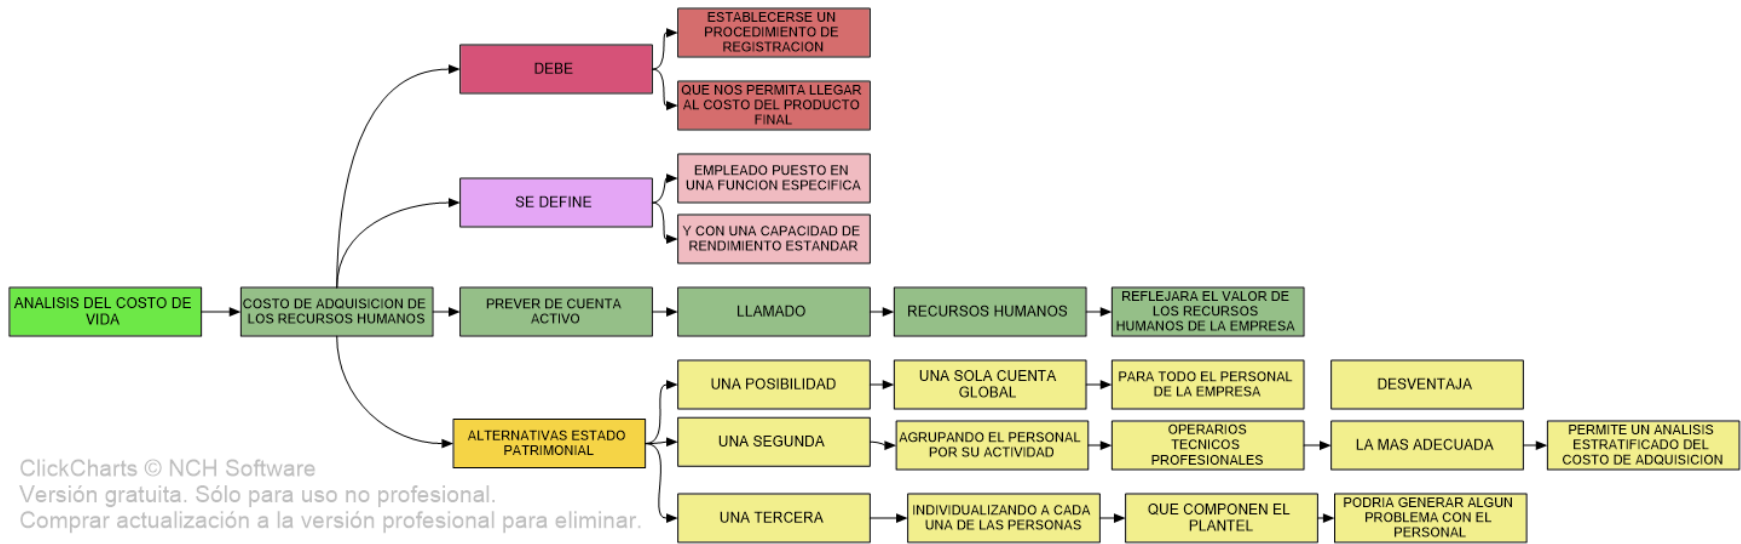 ESTABLECERSE UN
PROCEDIMIENTO DE
REGISTRACION
DEBE
QUE NOS PERMITA LLEGAR
AL COSTO DEL PRODUCTO
FINAL
EMPLEADO PUESTO EN
UNA FUNCION ESPECIFICA
SE DEFINE
Y CON UNA CAPACIDAD DE
RENDIMIENTO ESTANDAR
ANALISIS DEL COSTO DE
VIDA
COSTO DE ADQUISICION DE
LOS RECURSOS HUMANOS
PREVER DE CUENTA
ACTIVO
LLAMADO
RECURSOS HUMANOS
REFLEJARA EL VALOR DE
LOS RECURSOS
HUMANOS DE LA EMPRESA
UNA POSIBILIDAD
UNA SOLA CUENTA
GLOBAL
PARA TODO EL PERSONAL
DE LA EMPRESA
DESVENTAJA
ALTERNATIVAS ESTADO
PATRIMONIAL
UNA SEGUNDA
AGRUPANDO EL PERSONAL
POR SU ACTIVIDAD
OPERARIOS
TECNICOS
PROFESIONALES
LA MAS ADECUADA
PERMITE UN ANALISIS
ESTRATIFICADO DEL
COSTO DE ADQUISICION
UNA TERCERA
INDIVIDUALIZANDO A CADA
UNA DE LAS PERSONAS
QUE COMPONEN EL
PLANTEL
PODRIA GENERAR ALGUN
PROBLEMA CON EL
PERSONAL
ClickCharts © NCH Software
Versión gratuita. Sólo para uso no profesional.
Comprar actualización a la versión profesional para eliminar.